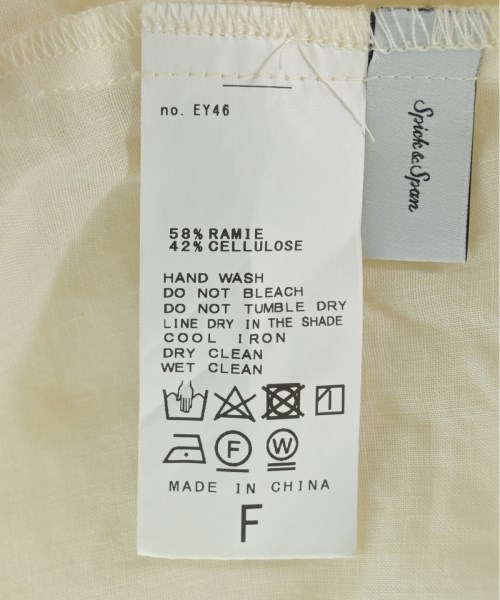 no. EY46
Spick&Span
58% RAMIE
42% CELLULOSE
HAND WASH
DO NOT BLEACH
DO NOT TUMBLE DRY
LINE DRY IN THE SHADE
COOL IRON
DRY CLEAN
WET CLEAN
F W
MADE IN CHINA
F